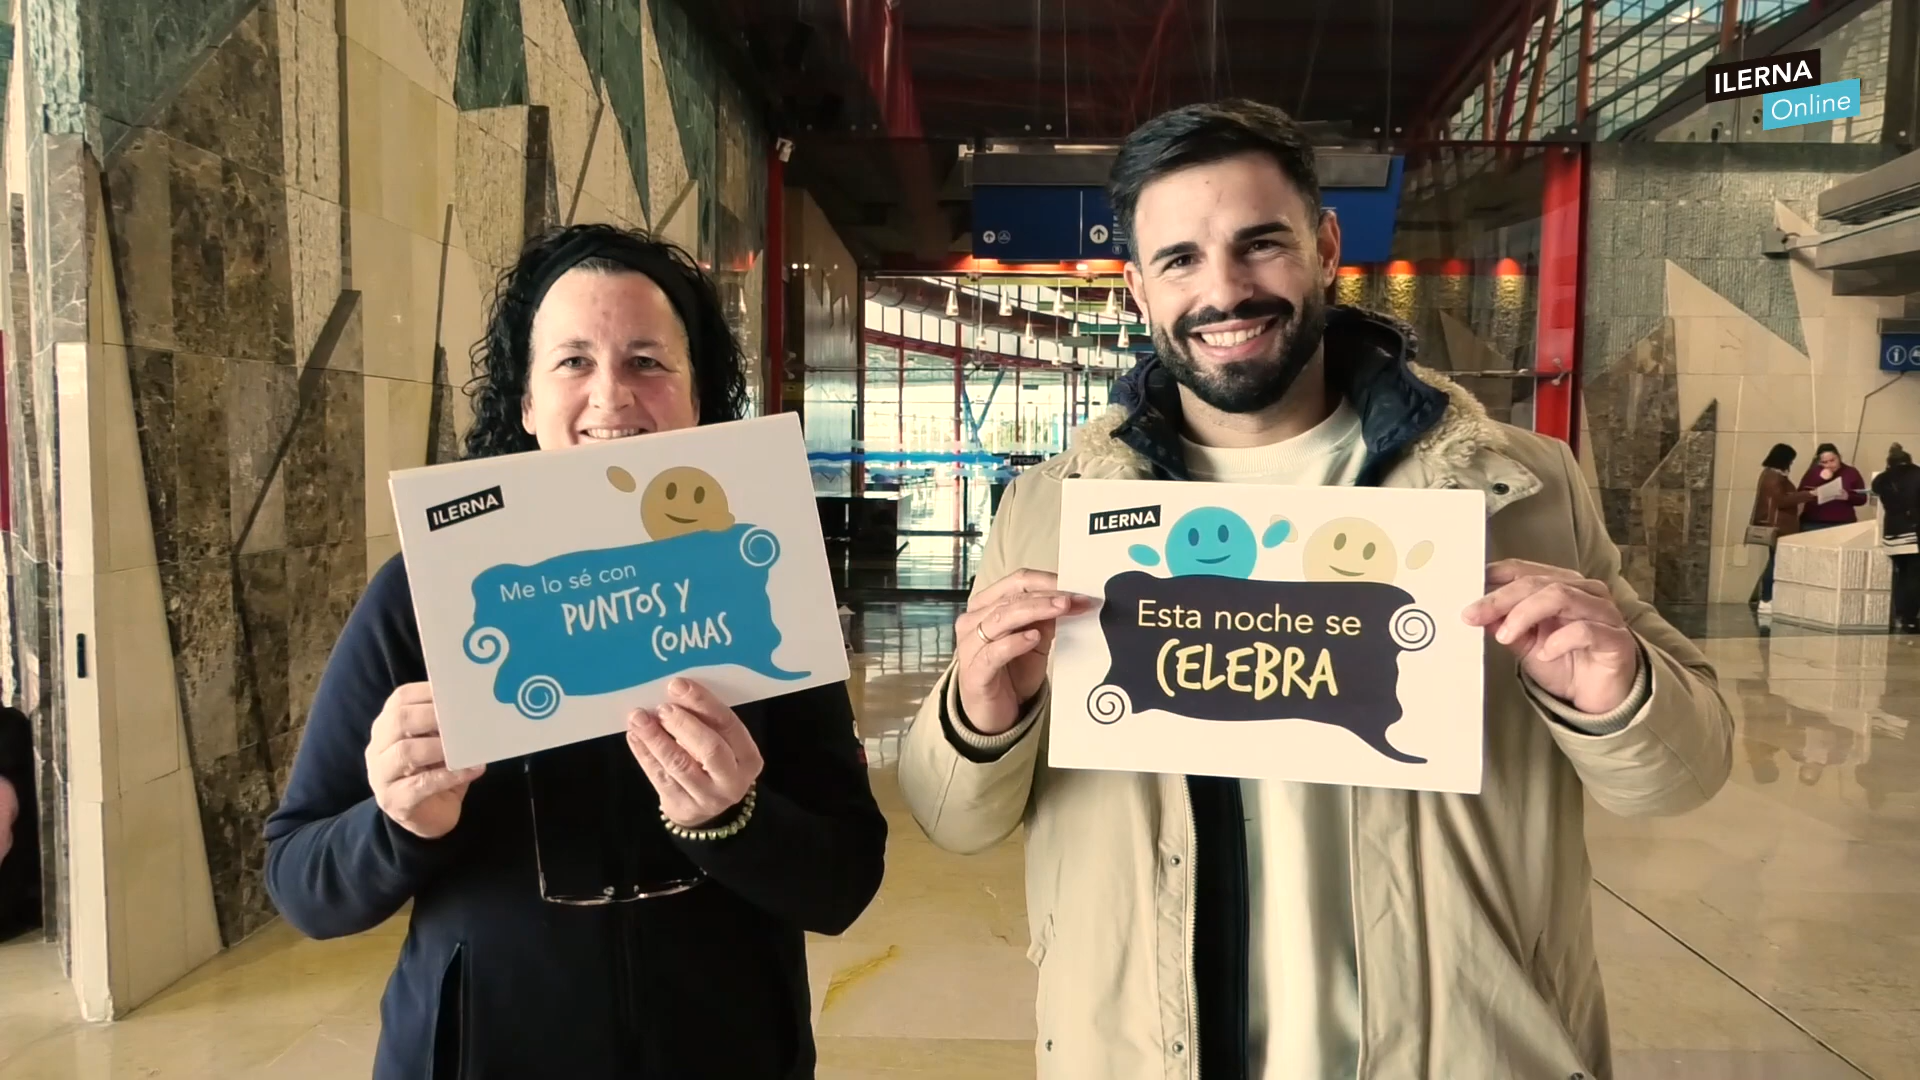 ILERNA
Online
ILERNA
Me lo sé con
PUNTOS Y
COMAS
ILERNA
Esta noche se
CELEBRA